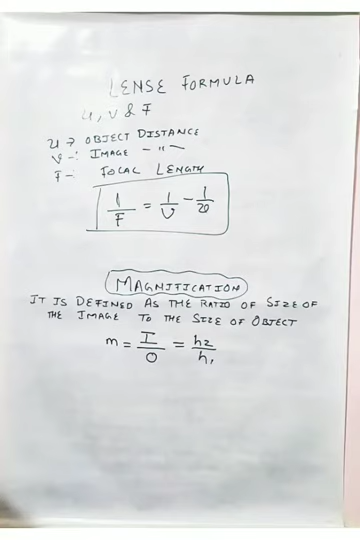 LENSE FORMULA
u, v & F
u → OBJECT DISTANCE
v -: IMAGE - " -
F -: FOCAL LENGTH
1/F = 1/v - 1/u
MAGNIFICATION
IT IS DEFINED AS THE RATIO OF SIZE OF
THE IMAGE TO THE SIZE OF OBJECT
m = I/O = h2/h1